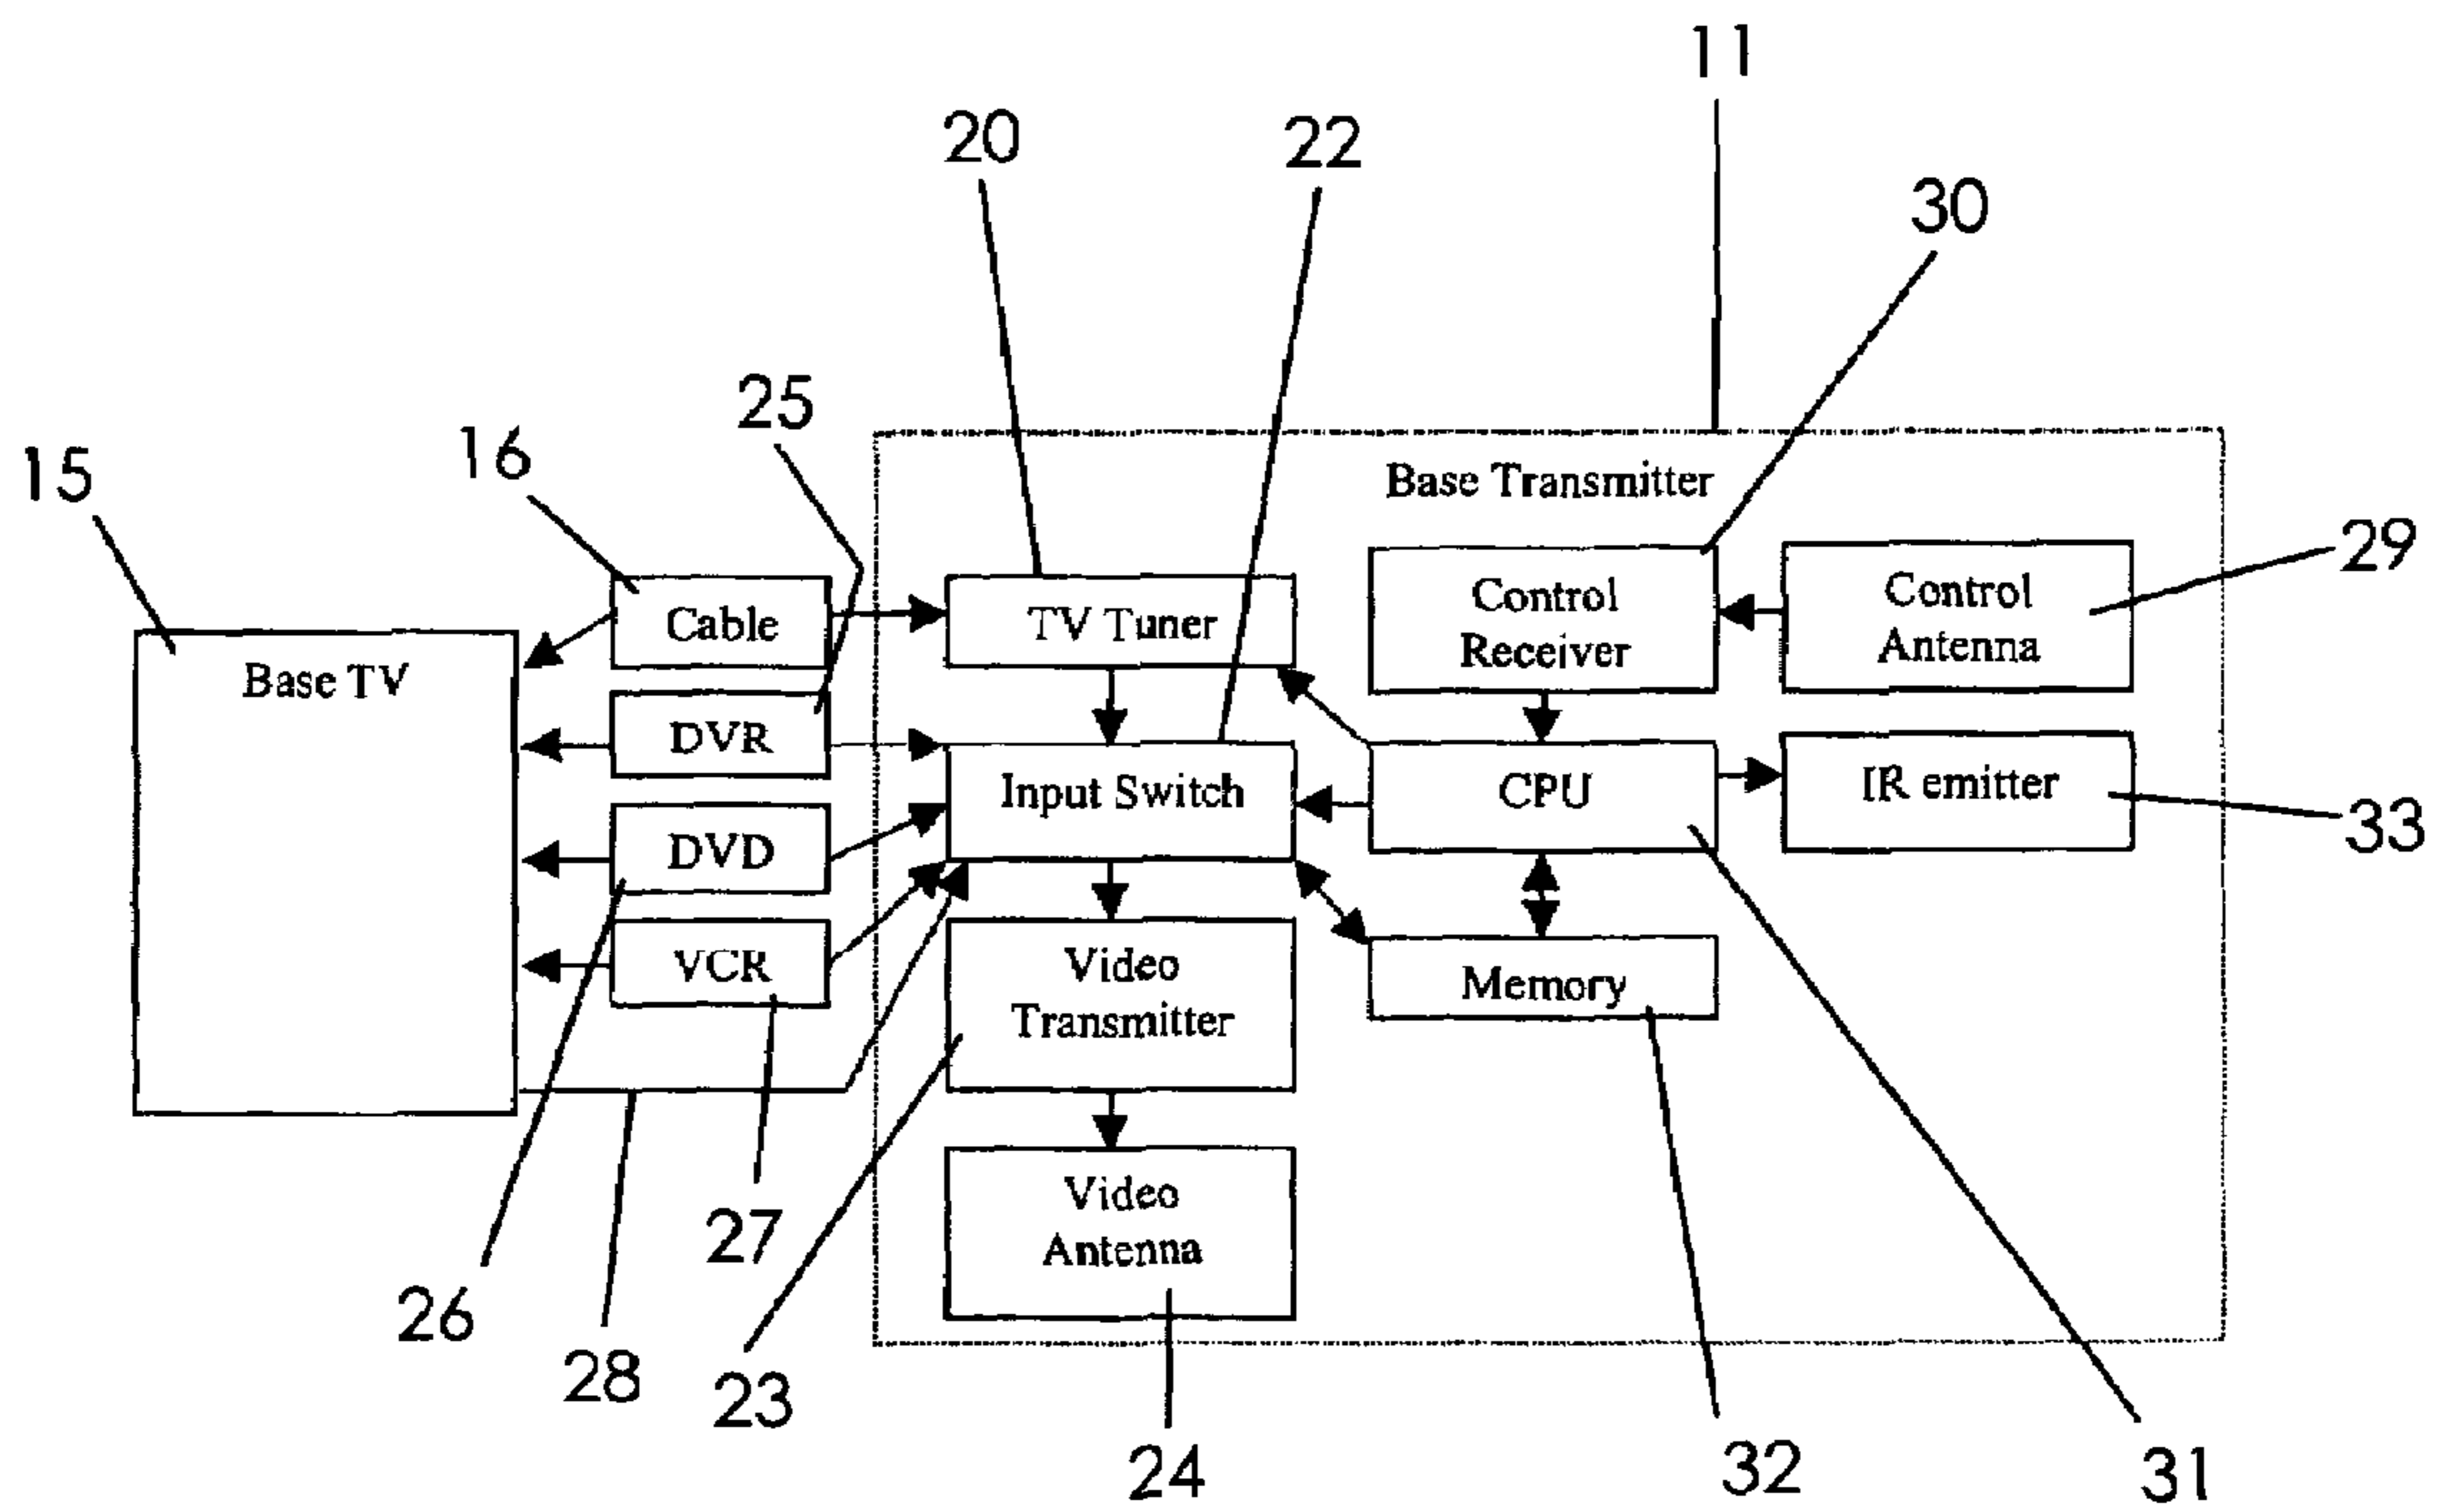 11
20
22
30
25
16
15
Base Transmitter
29
Cable
TV Tuner
Control
Receiver
Control
Antenna
Base TV
DVR
Input Switch
CPU
IR emitter
33
DVD
VCR
Video
Transmitter
Memory
Video
Antenna
27
26
28
23
24
32
31